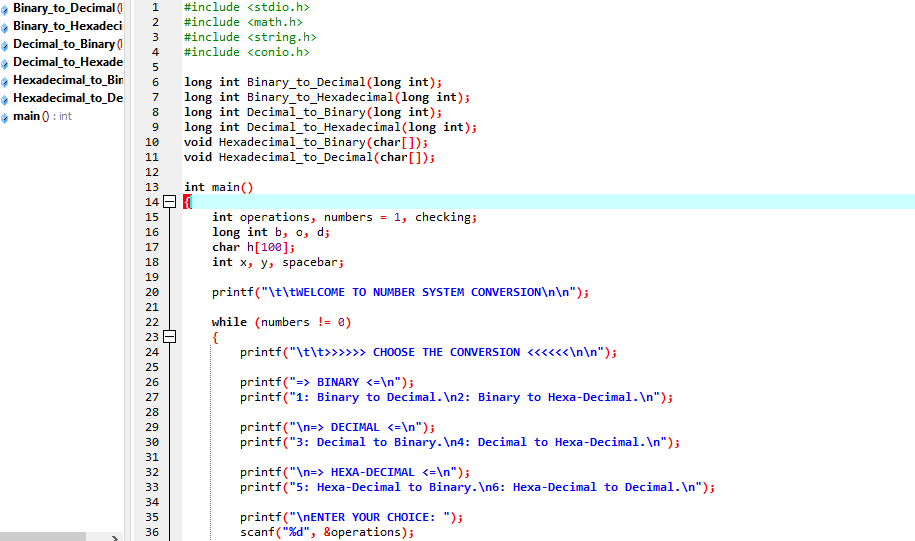 Binary_to_Decimal (l
Binary_to_Hexadeci
Decimal_to_Binary (l
Decimal_to_Hexade
Hexadecimal_to_Bin
Hexadecimal_to_De
main () : int
1 #include <stdio.h>
2 #include <math.h>
3 #include <string.h>
4 #include <conio.h>
5
6 long int Binary_to_Decimal(long int);
7 long int Binary_to_Hexadecimal(long int);
8 long int Decimal_to_Binary(long int);
9 long int Decimal_to_Hexadecimal(long int);
10 void Hexadecimal_to_Binary(char[]);
11 void Hexadecimal_to_Decimal(char[]);
12
13 int main()
14 {
15 int operations, numbers = 1, checking;
16 long int b, o, d;
17 char h[100];
18 int x, y, spacebar;
19
20 printf("\t\tWELCOME TO NUMBER SYSTEM CONVERSION\n\n");
21
22 while (numbers != 0)
23 {
24 printf("\t\t>>>>>> CHOOSE THE CONVERSION <<<<<<\n\n");
25
26 printf("=> BINARY <=\n");
27 printf("1: Binary to Decimal.\n2: Binary to Hexa-Decimal.\n");
28
29 printf("\n=> DECIMAL <=\n");
30 printf("3: Decimal to Binary.\n4: Decimal to Hexa-Decimal.\n");
31
32 printf("\n=> HEXA-DECIMAL <=\n");
33 printf("5: Hexa-Decimal to Binary.\n6: Hexa-Decimal to Decimal.\n");
34
35 printf("\nENTER YOUR CHOICE: ");
36 scanf("%d", &operations);